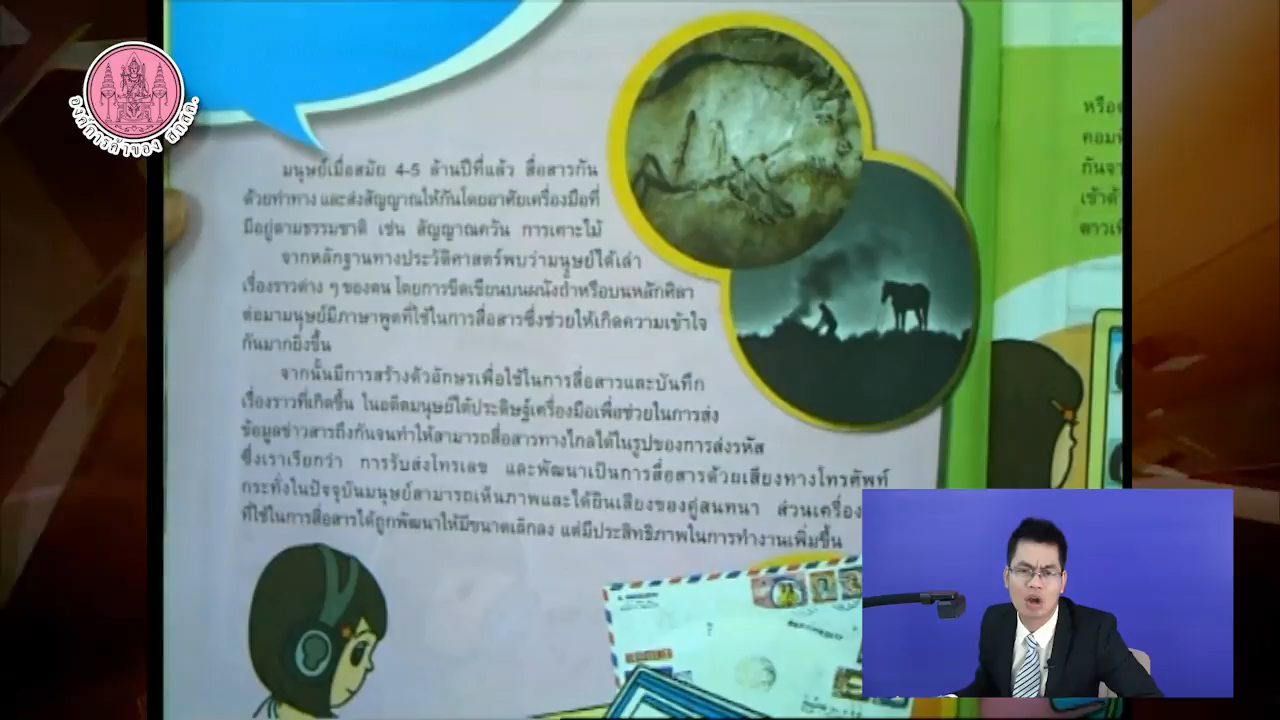 องค์การค้าของ สกสค.
มนุษย์เมื่อสมัย 4-5 ล้านปีที่แล้ว สื่อสารกัน
ด้วยท่าทาง และส่งสัญญาณให้กันโดยอาศัยเครื่องมือที่
มีอยู่ตามธรรมชาติ เช่น สัญญาณควัน การเคาะไม้
จากหลักฐานทางประวัติศาสตร์พบว่ามนุษย์ได้เล่า
เรื่องราวต่าง ๆ ของตน โดยการขีดเขียนบนผนังถ้ำหรือบนหลักศิลา
ต่อมามนุษย์มีภาษาพูดที่ใช้ในการสื่อสารซึ่งช่วยให้เกิดความเข้าใจ
กันมากยิ่งขึ้น
จากนั้นมีการสร้างตัวอักษรเพื่อใช้ในการสื่อสารและบันทึก
เรื่องราวที่เกิดขึ้น ในอดีตมนุษย์ได้ประดิษฐ์เครื่องมือเพื่อช่วยในการส่ง
ข้อมูลข่าวสารถึงกันจนทำให้สามารถสื่อสารทางไกลได้ในรูปของการส่งรหัส
ซึ่งเราเรียกว่า การรับส่งโทรเลข และพัฒนาเป็นการสื่อสารด้วยเสียงทางโทรศัพท์
กระทั่งในปัจจุบันมนุษย์สามารถเห็นภาพและได้ยินเสียงของคู่สนทนา ส่วนเครื่อง
ที่ใช้ในการสื่อสารได้ถูกพัฒนาให้มีขนาดเล็กลง แต่มีประสิทธิภาพในการทำงานเพิ่มขึ้น